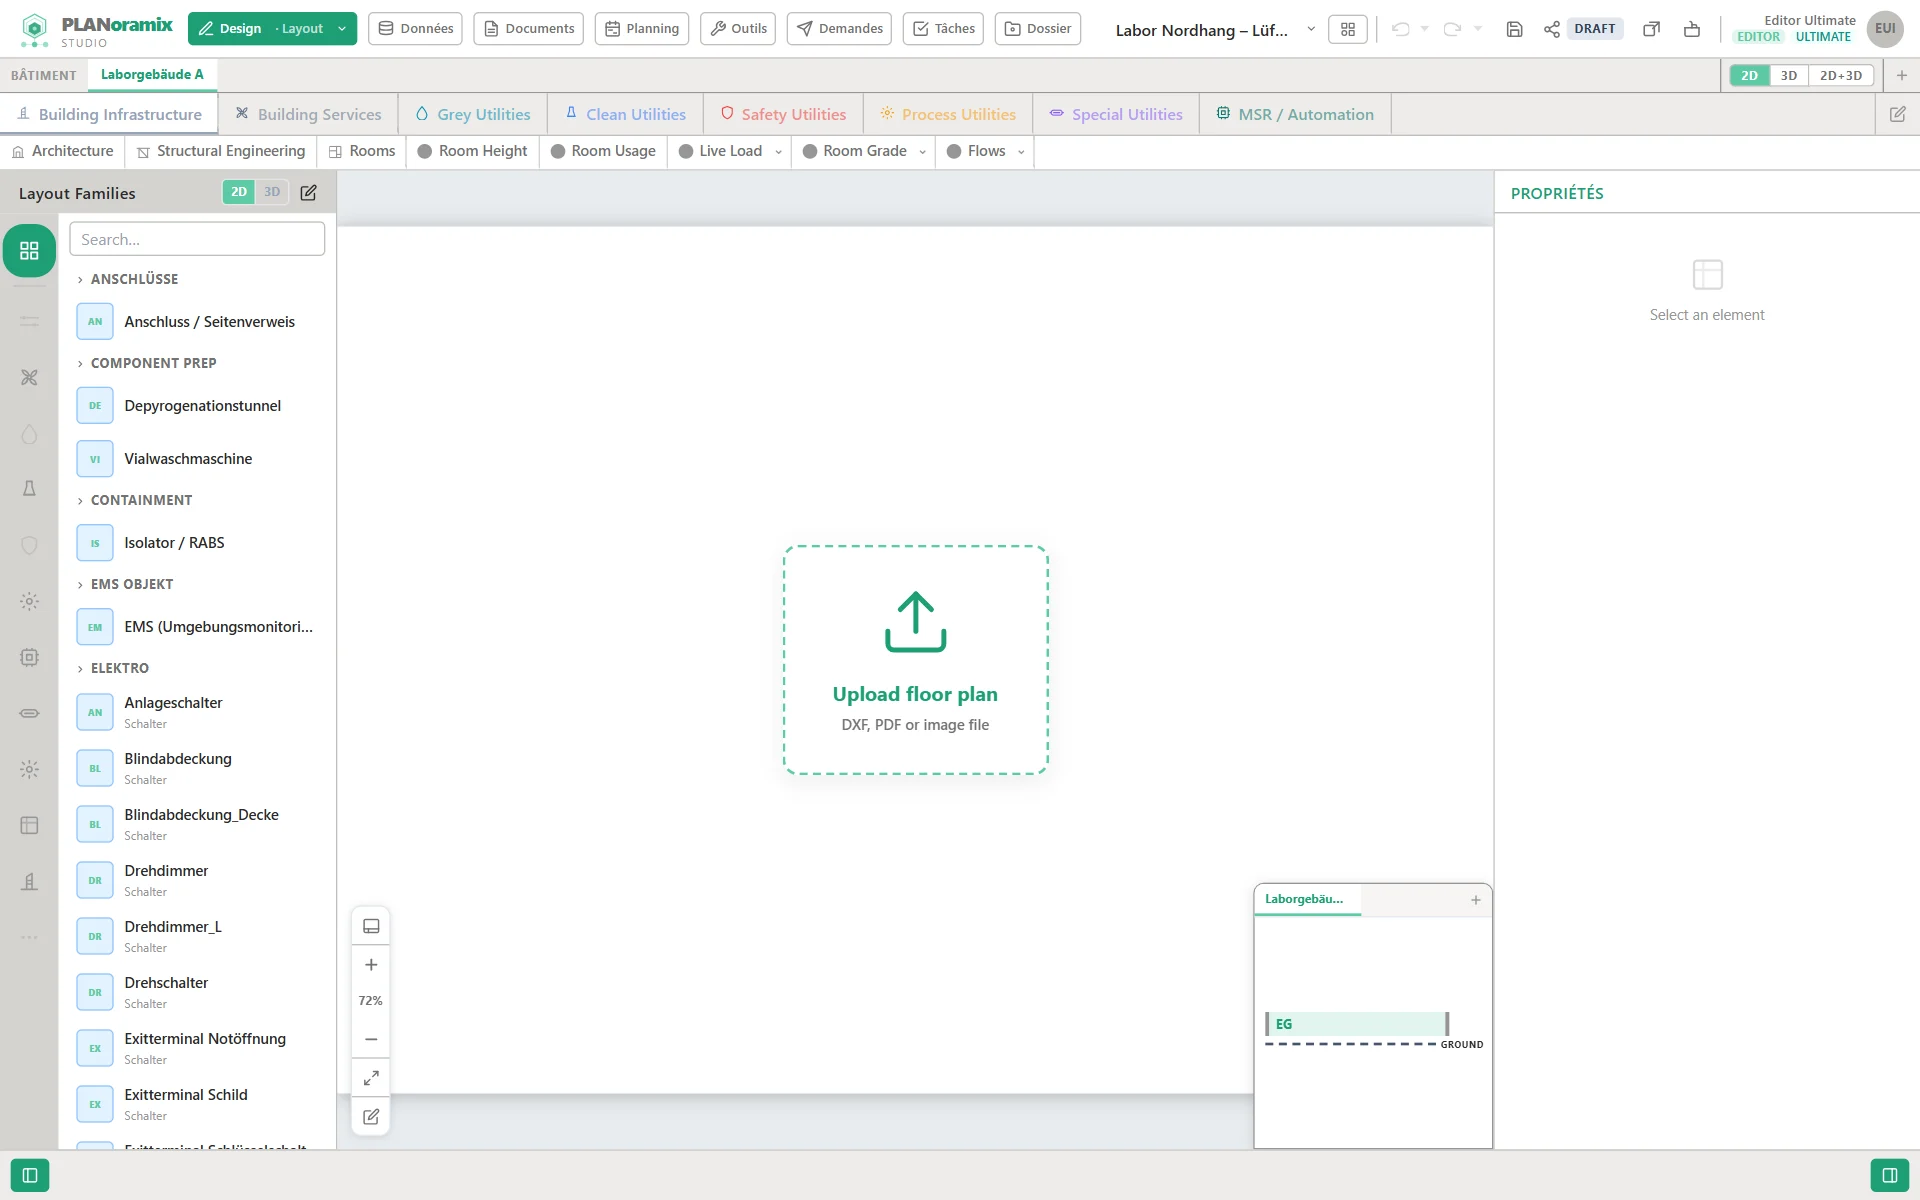 PLANoramix
STUDIO
Design · Layout
Données
Documents
Planning
Outils
Demandes
Tâches
Dossier
Labor Nordhang – Lüf...
DRAFT
Editor Ultimate
EDITOR ULTIMATE
EUI
BÂTIMENT
Laborgebäude A
2D
3D
2D+3D
Building Infrastructure
Building Services
Grey Utilities
Clean Utilities
Safety Utilities
Process Utilities
Special Utilities
MSR / Automation
Architecture
Structural Engineering
Rooms
Room Height
Room Usage
Live Load
Room Grade
Flows
Layout Families
2D
3D
Search...
ANSCHLÜSSE
AN Anschluss / Seitenverweis
COMPONENT PREP
DE Depyrogenationstunnel
VI Vialwaschmaschine
CONTAINMENT
IS Isolator / RABS
EMS OBJEKT
EM EMS (Umgebungsmonitori...
ELEKTRO
AN Anlageschalter
Schalter
BL Blindabdeckung
Schalter
BL Blindabdeckung_Decke
Schalter
DR Drehdimmer
Schalter
DR Drehdimmer_L
Schalter
DR Drehschalter
Schalter
EX Exitterminal Notöffnung
Schalter
EX Exitterminal Schild
Schalter
Upload floor plan
DXF, PDF or image file
72%
Laborgebäu...
EG
GROUND
PROPRIÉTÉS
Select an element